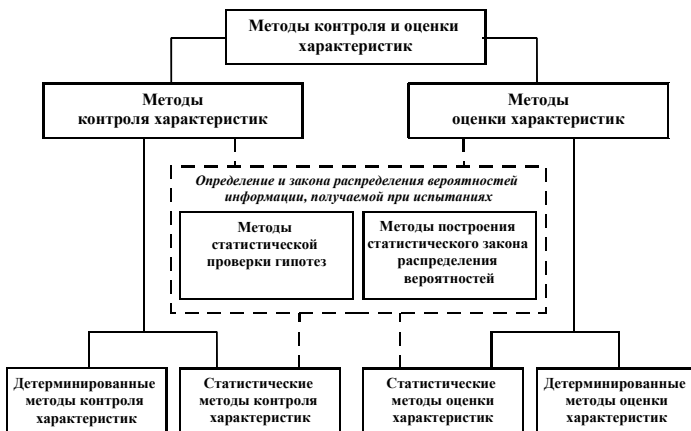 Методы контроля и оценки
характеристик
Методы
контроля характеристик
Методы
оценки характеристик
Определение и закона распределения вероятностей
информации, получаемой при испытаниях
Методы
статистической
проверки гипотез
Методы построения
статистического закона
распределения
вероятностей
Детерминированные
методы контроля
характеристик
Статистические
методы контроля
характеристик
Статистические
методы оценки
характеристик
Детерминированные
методы оценки
характеристик